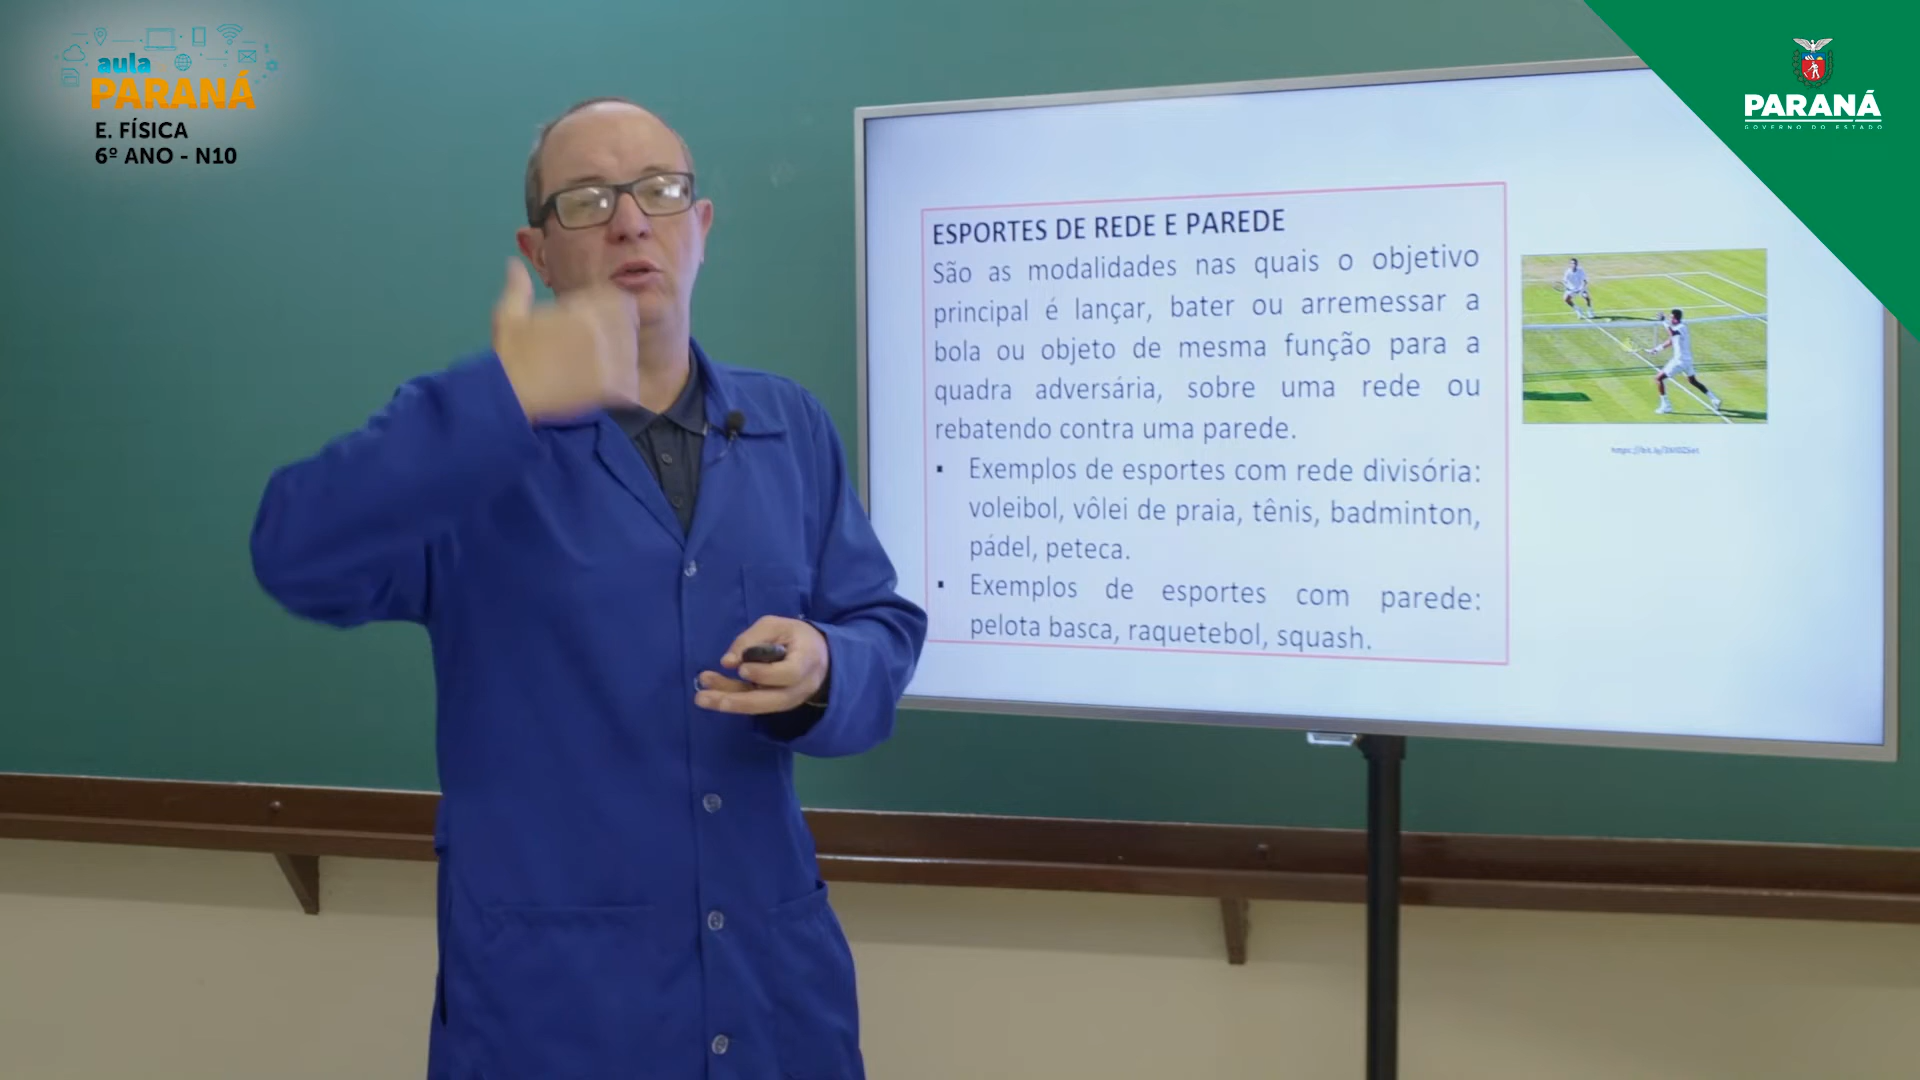 aula
PARANÁ
E. FÍSICA
6º ANO - N10
PARANÁ
GOVERNO DO ESTADO
ESPORTES DE REDE E PAREDE
São as modalidades nas quais o objetivo
principal é lançar, bater ou arremessar a
bola ou objeto de mesma função para a
quadra adversária, sobre uma rede ou
rebatendo contra uma parede.
▪ Exemplos de esportes com rede divisória:
voleibol, vôlei de praia, tênis, badminton,
pádel, peteca.
▪ Exemplos de esportes com parede:
pelota basca, raquetebol, squash.